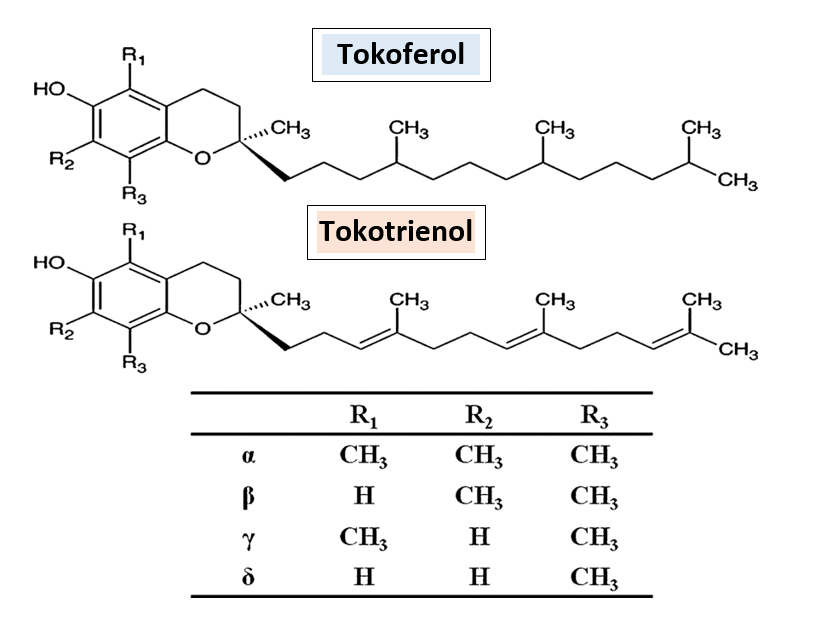 Tokoferol
R₁
HO
R₂
R₃
O
CH₃
CH₃
CH₃
CH₃
CH₃
Tokotrienol
R₁
HO
R₂
R₃
O
CH₃
CH₃
CH₃
CH₃
CH₃
R₁ R₂ R₃
α CH₃ CH₃ CH₃
β H CH₃ CH₃
γ CH₃ H CH₃
δ H H CH₃